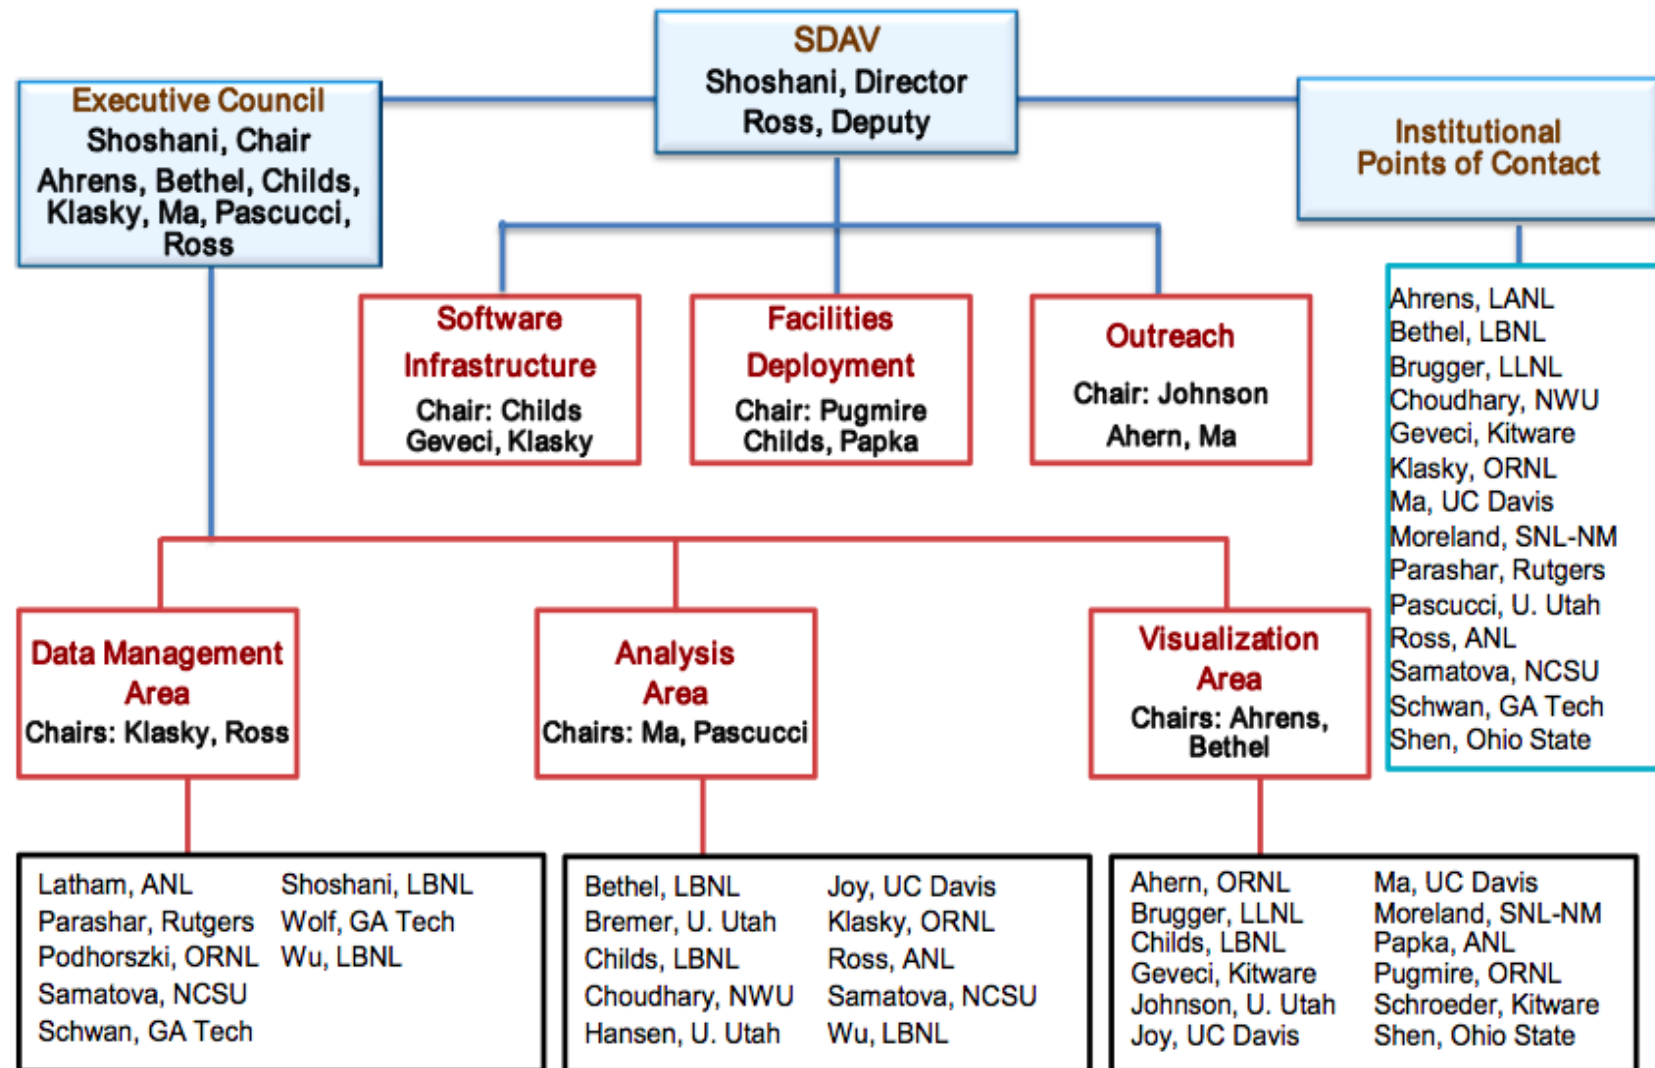 SDAV
Shoshani, Director
Ross, Deputy
Executive Council
Shoshani, Chair
Ahrens, Bethel, Childs,
Klasky, Ma, Pascucci,
Ross
Institutional
Points of Contact
Software
Infrastructure
Chair: Childs
Geveci, Klasky
Facilities
Deployment
Chair: Pugmire
Childs, Papka
Outreach
Chair: Johnson
Ahern, Ma
Ahrens, LANL
Bethel, LBNL
Brugger, LLNL
Choudhary, NWU
Geveci, Kitware
Klasky, ORNL
Ma, UC Davis
Moreland, SNL-NM
Parashar, Rutgers
Pascucci, U. Utah
Ross, ANL
Samatova, NCSU
Schwan, GA Tech
Shen, Ohio State
Data Management
Area
Chairs: Klasky, Ross
Analysis
Area
Chairs: Ma, Pascucci
Visualization
Area
Chairs: Ahrens,
Bethel
Latham, ANL
Parashar, Rutgers
Podhorszki, ORNL
Samatova, NCSU
Schwan, GA Tech
Shoshani, LBNL
Wolf, GA Tech
Wu, LBNL
Bethel, LBNL
Bremer, U. Utah
Childs, LBNL
Choudhary, NWU
Hansen, U. Utah
Joy, UC Davis
Klasky, ORNL
Ross, ANL
Samatova, NCSU
Wu, LBNL
Ahern, ORNL
Brugger, LLNL
Childs, LBNL
Geveci, Kitware
Johnson, U. Utah
Joy, UC Davis
Ma, UC Davis
Moreland, SNL-NM
Papka, ANL
Pugmire, ORNL
Schroeder, Kitware
Shen, Ohio State